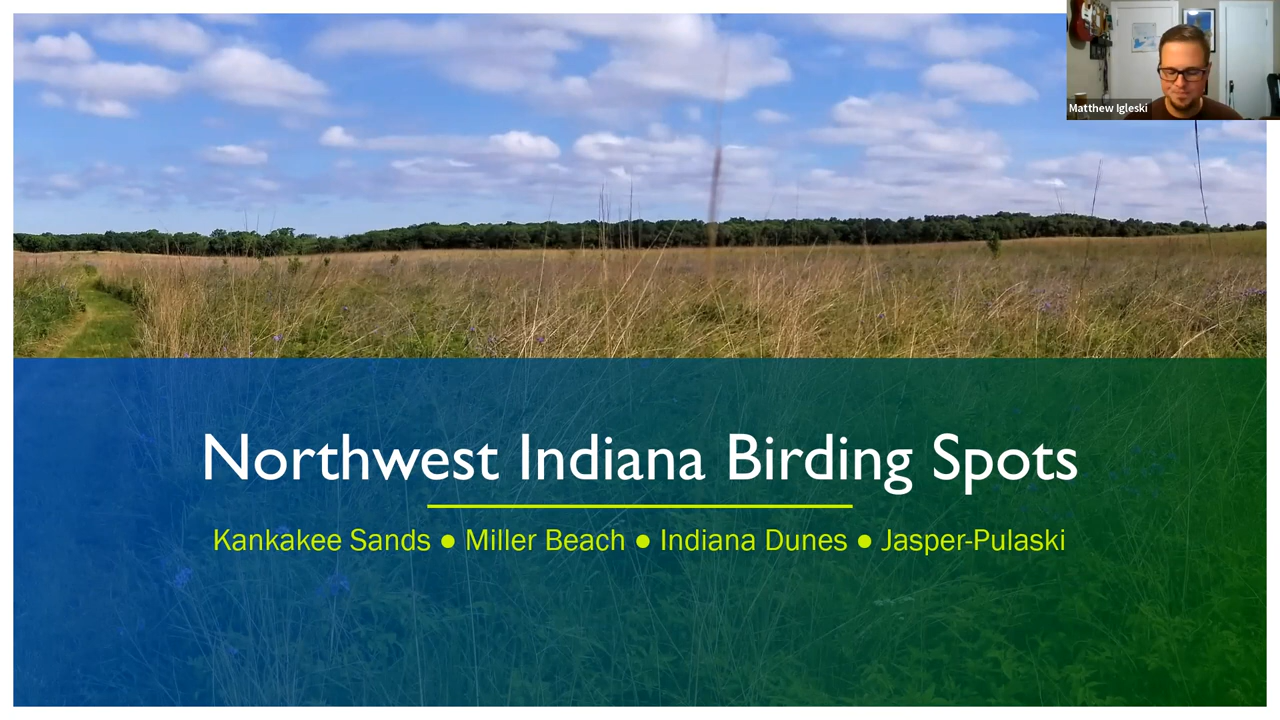 Matthew Igleski
Northwest Indiana Birding Spots
Kankakee Sands ● Miller Beach ● Indiana Dunes ● Jasper-Pulaski